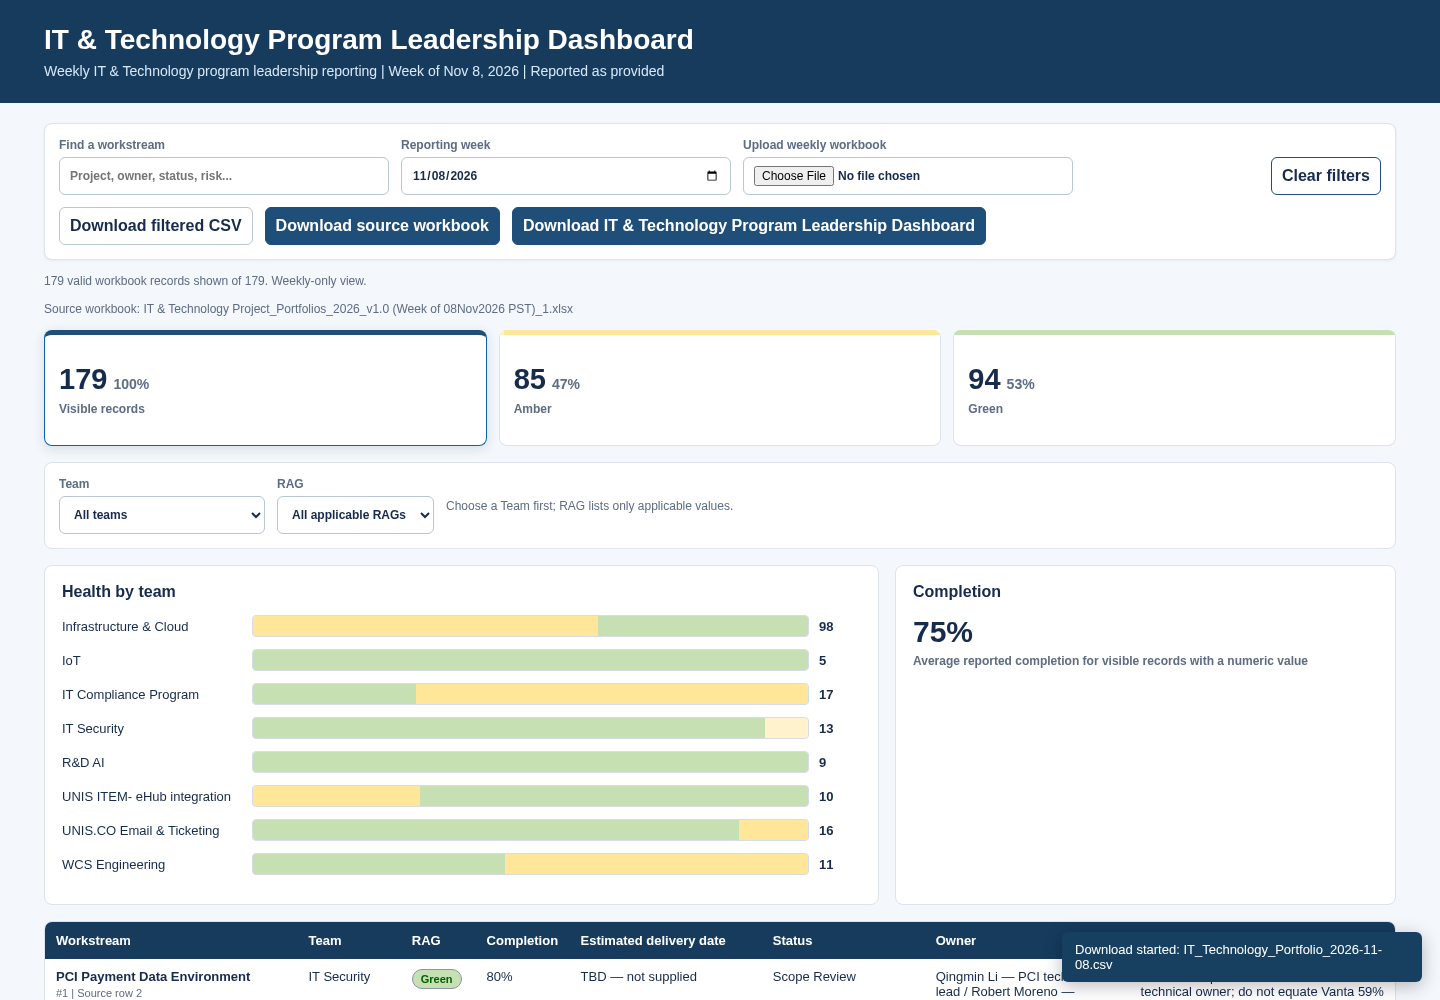 IT & Technology Program Leadership Dashboard
Weekly IT & Technology program leadership reporting | Week of Nov 8, 2026 | Reported as provided
Find a workstream
Reporting week
Upload weekly workbook
Project, owner, status, risk...
11/08/2026
Choose File No file chosen
Clear filters
Download filtered CSV
Download source workbook
Download IT & Technology Program Leadership Dashboard
179 valid workbook records shown of 179. Weekly-only view.
Source workbook: IT & Technology Project_Portfolios_2026_v1.0 (Week of 08Nov2026 PST)_1.xlsx
179 100%
Visible records
85 47%
Amber
94 53%
Green
Team
RAG
All teams
All applicable RAGs
Choose a Team first; RAG lists only applicable values.
Health by team
Infrastructure & Cloud 98
IoT 5
IT Compliance Program 17
IT Security 13
R&D AI 9
UNIS ITEM- eHub integration 10
UNIS.CO Email & Ticketing 16
WCS Engineering 11
Completion
75%
Average reported completion for visible records with a numeric value
Workstream Team RAG Completion Estimated delivery date Status Owner
PCI Payment Data Environment IT Security Green 80% TBD — not supplied Scope Review Qingmin Li — PCI
#1 | Source row 2
lead / Robert Moreno —
technical owner; do not equate Vanta 59%
Download started: IT_Technology_Portfolio_2026-11-
08.csv